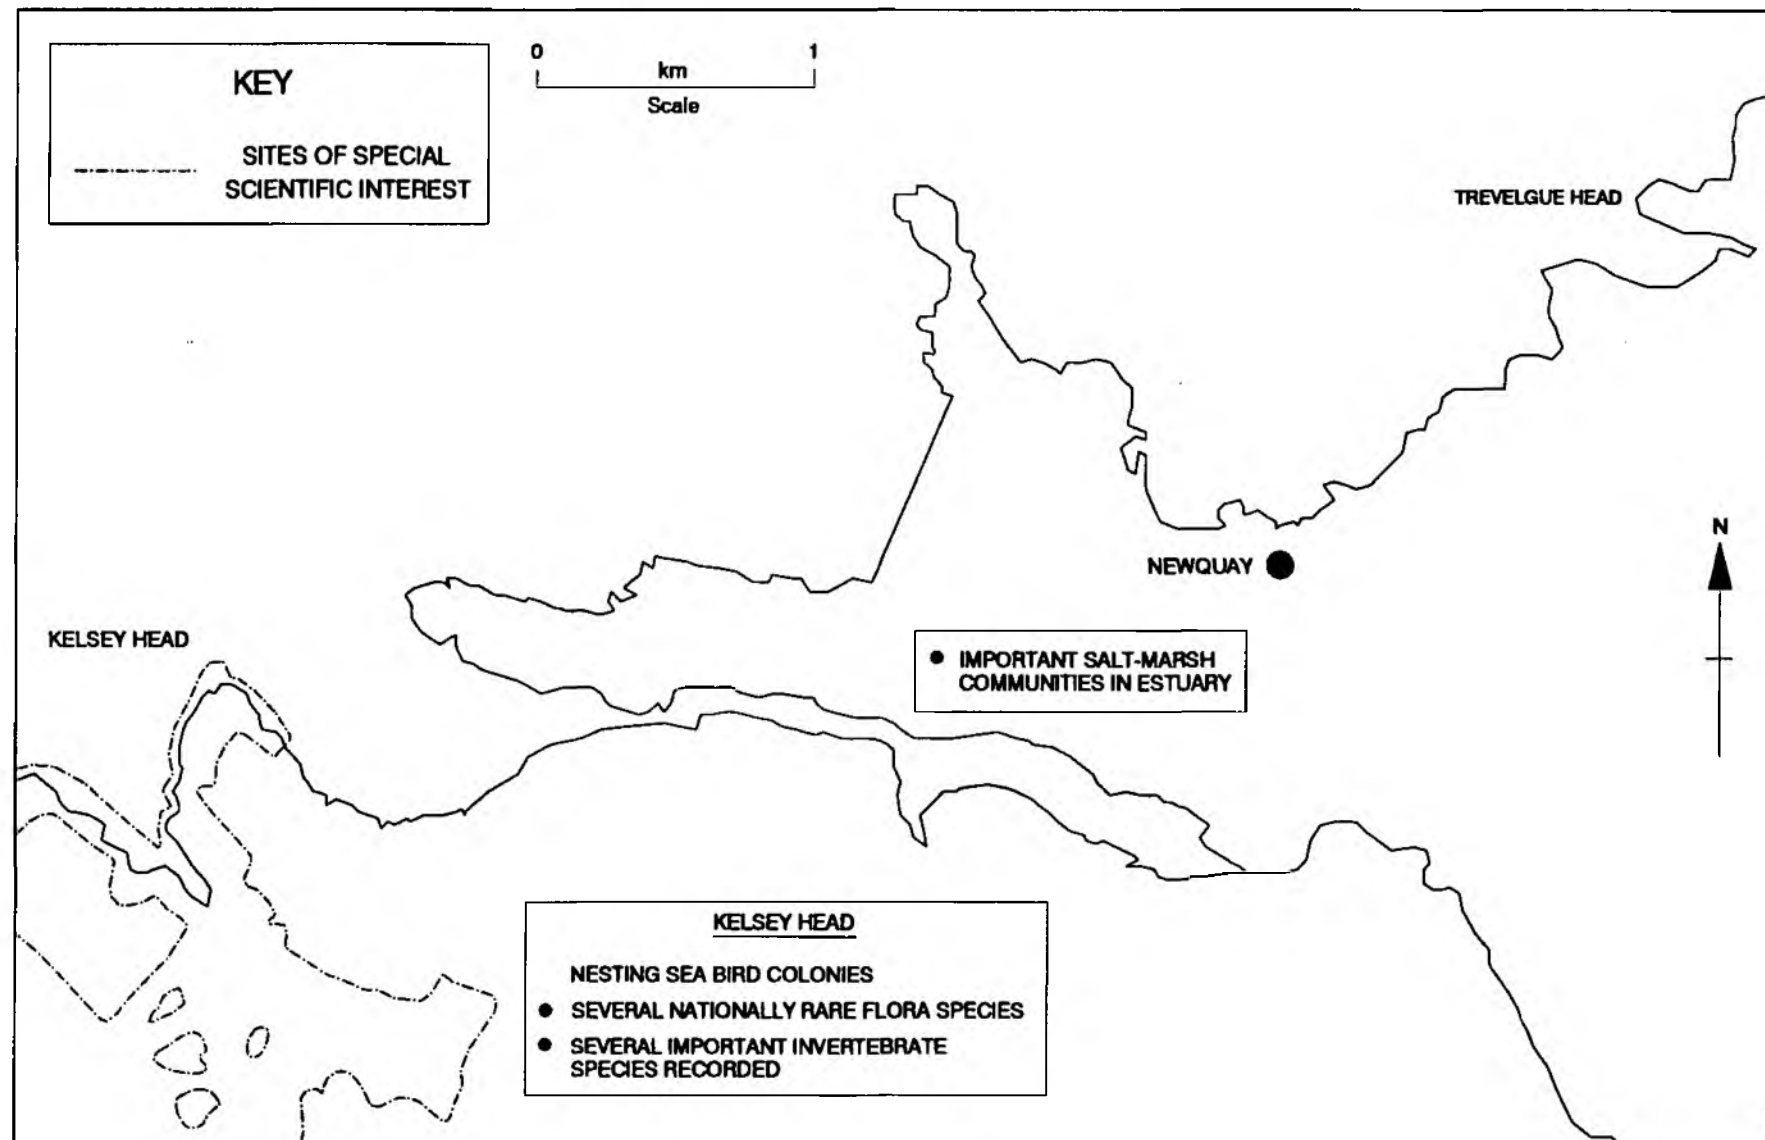 KEY
SITES OF SPECIAL
SCIENTIFIC INTEREST
0 1
km
Scale
TREVELGUE HEAD
N
NEWQUAY
KELSEY HEAD
• IMPORTANT SALT-MARSH
COMMUNITIES IN ESTUARY
KELSEY HEAD
NESTING SEA BIRD COLONIES
• SEVERAL NATIONALLY RARE FLORA SPECIES
• SEVERAL IMPORTANT INVERTEBRATE
SPECIES RECORDED